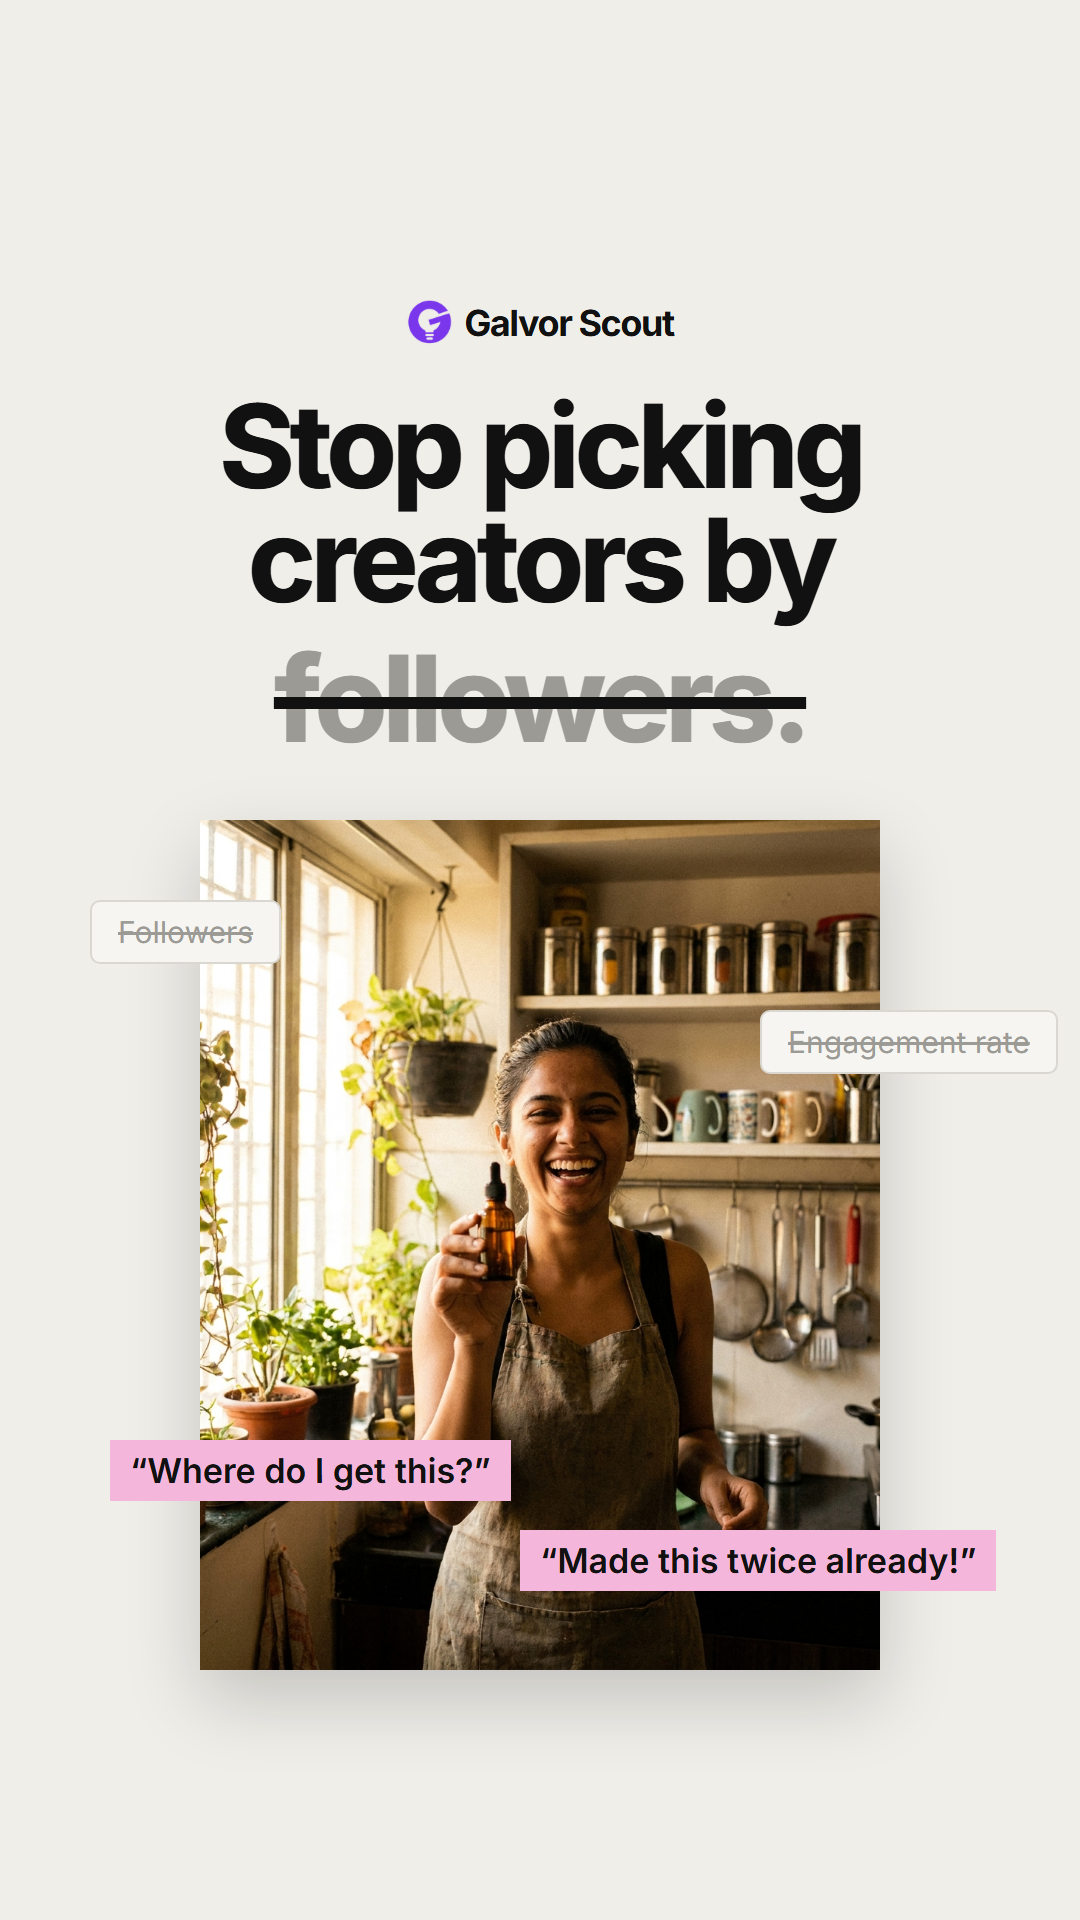 Galvor Scout
Stop picking
creators by
followers.
Followers
Engagement rate
“Where do I get this?”
“Made this twice already!”